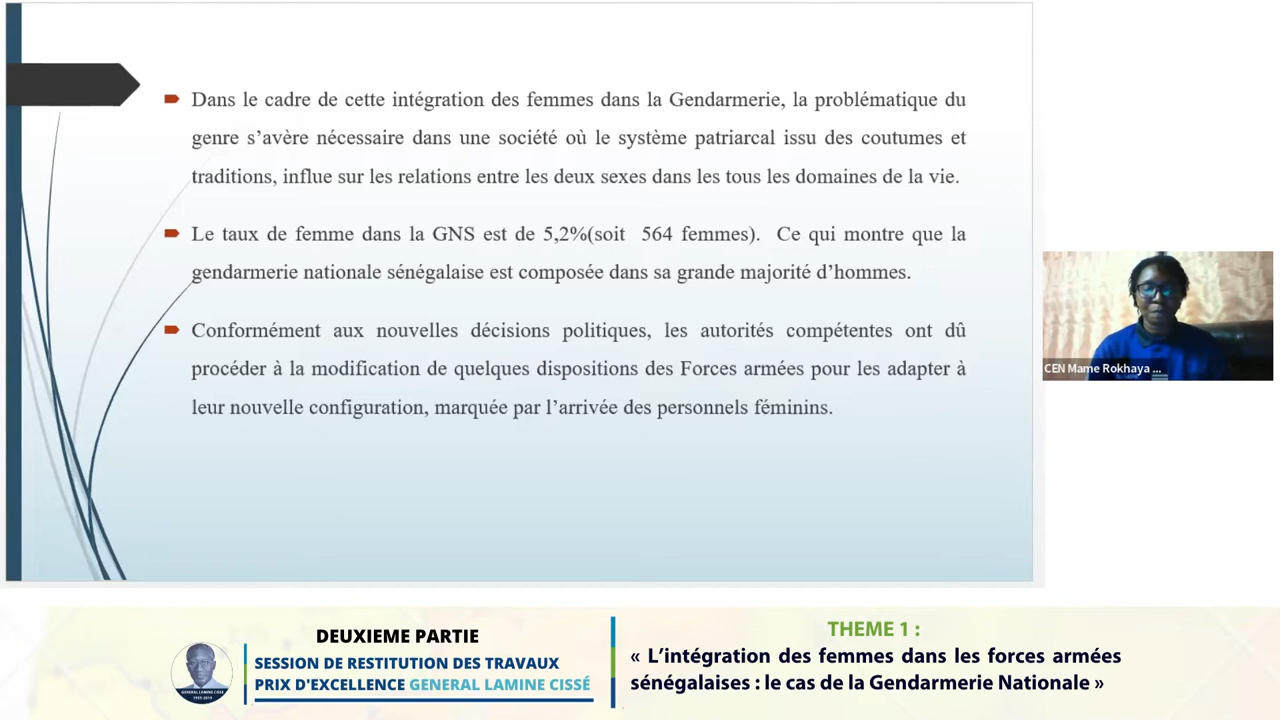 Dans le cadre de cette intégration des femmes dans la Gendarmerie, la problématique du
genre s’avère nécessaire dans une société où le système patriarcal issu des coutumes et
traditions, influe sur les relations entre les deux sexes dans les tous les domaines de la vie.
Le taux de femme dans la GNS est de 5,2%(soit 564 femmes). Ce qui montre que la
gendarmerie nationale sénégalaise est composée dans sa grande majorité d’hommes.
Conformément aux nouvelles décisions politiques, les autorités compétentes ont dû
procéder à la modification de quelques dispositions des Forces armées pour les adapter à
leur nouvelle configuration, marquée par l’arrivée des personnels féminins.
CEN Mame Rokhaya ...
DEUXIEME PARTIE
SESSION DE RESTITUTION DES TRAVAUX
PRIX D'EXCELLENCE GENERAL LAMINE CISSÉ
GENERAL LAMINE CISSE
THEME 1 :
« L’intégration des femmes dans les forces armées
sénégalaises : le cas de la Gendarmerie Nationale »